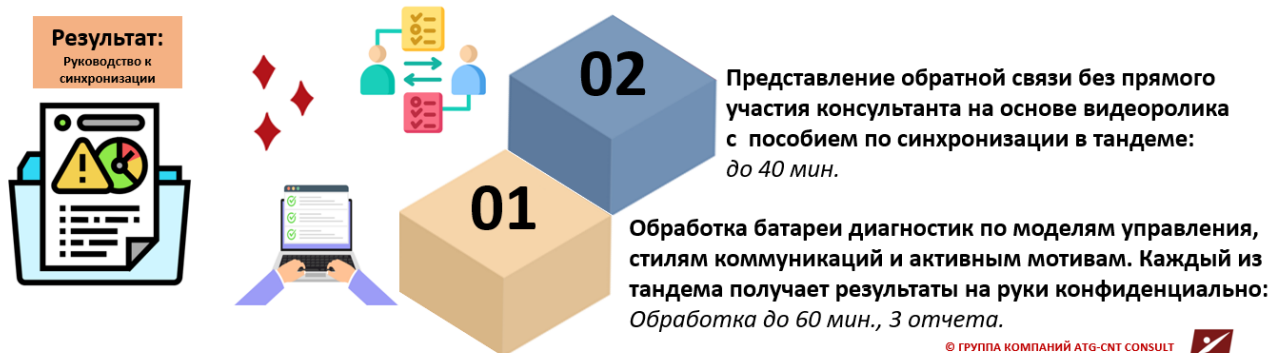 Результат:
Руководство к
синхронизации
02
Представление обратной связи без прямого
участия консультанта на основе видеоролика
с пособием по синхронизации в тандеме:
до 40 мин.
01
Обработка батареи диагностик по моделям управления,
стилям коммуникаций и активным мотивам. Каждый из
тандема получает результаты на руки конфиденциально:
Обработка до 60 мин., 3 отчета.
© ГРУППА КОМПАНИЙ ATG-CNT CONSULT